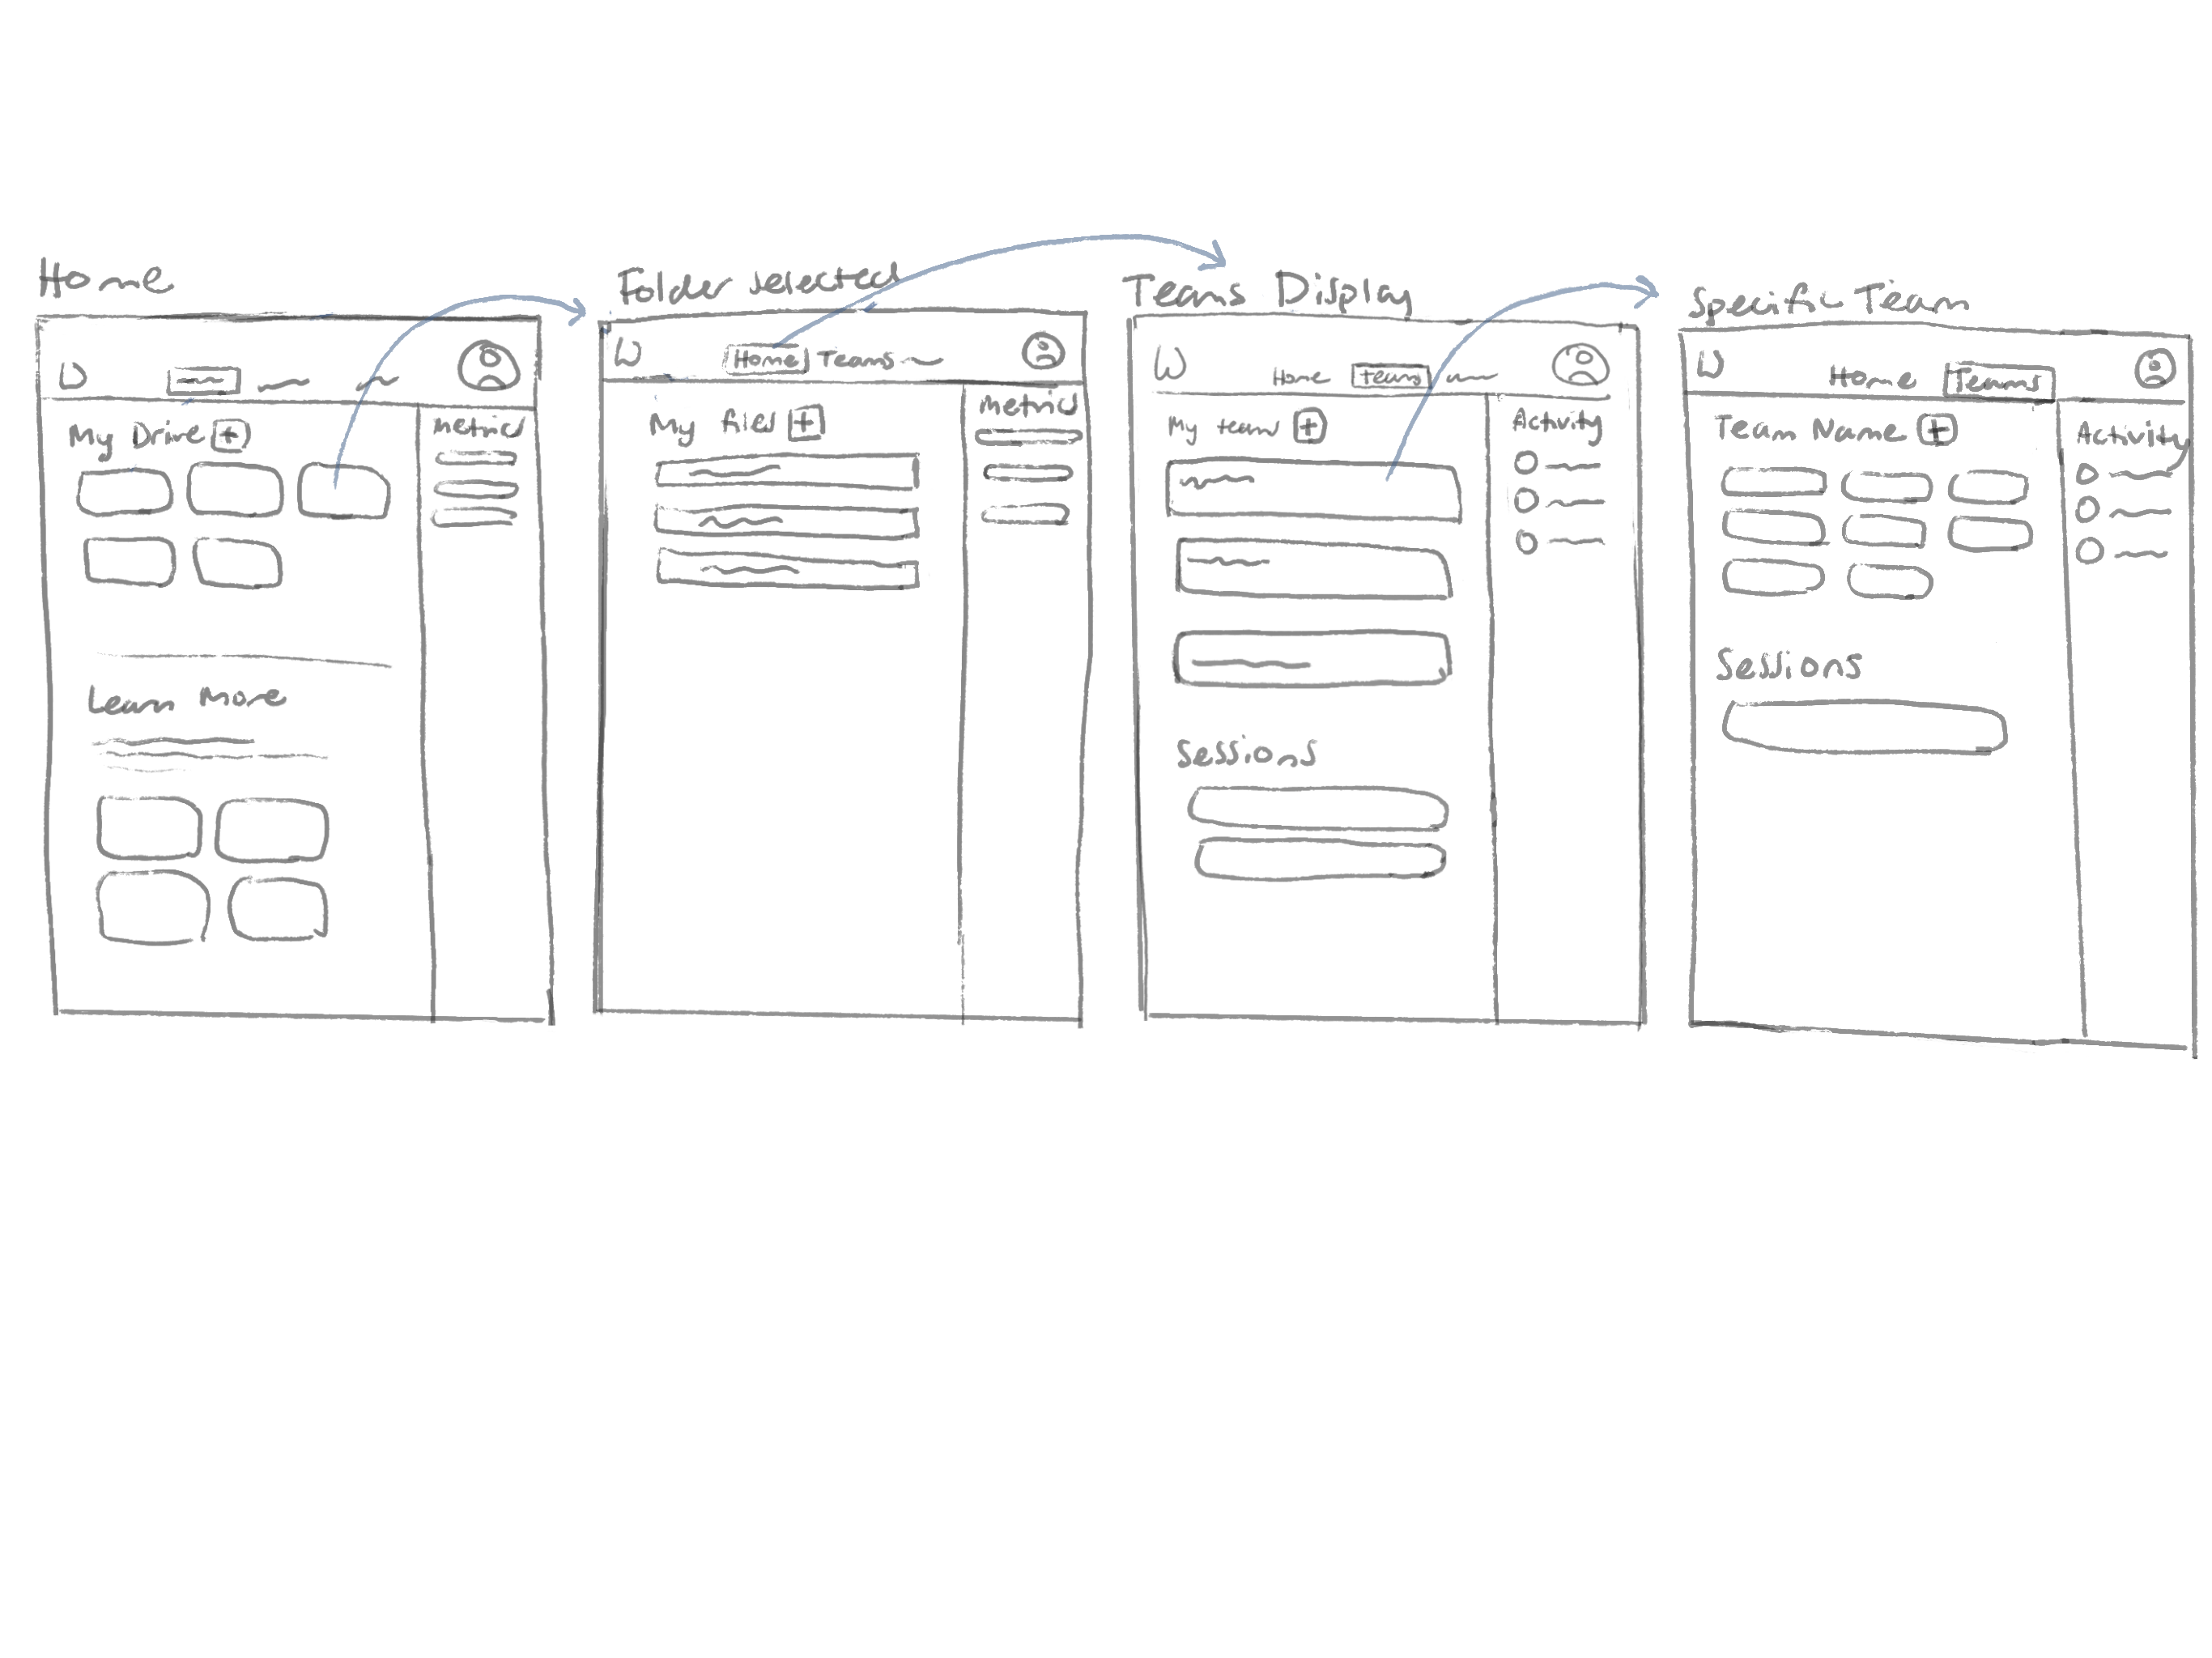 Home
W
My Drive +
Metrics
Learn More
Folder Selected
W Home Teams
My files +
Metrics
Teams Display
W Home Teams
My team +
Activity
Sessions
Specific Team
W Home Teams
Team Name +
Activity
Sessions